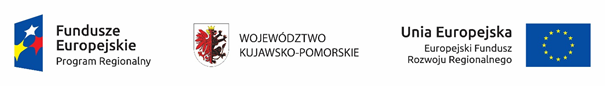 Fundusze
Europejskie
Program Regionalny
WOJEWÓDZTWO
KUJAWSKO-POMORSKIE
Unia Europejska
Europejski Fundusz
Rozwoju Regionalnego